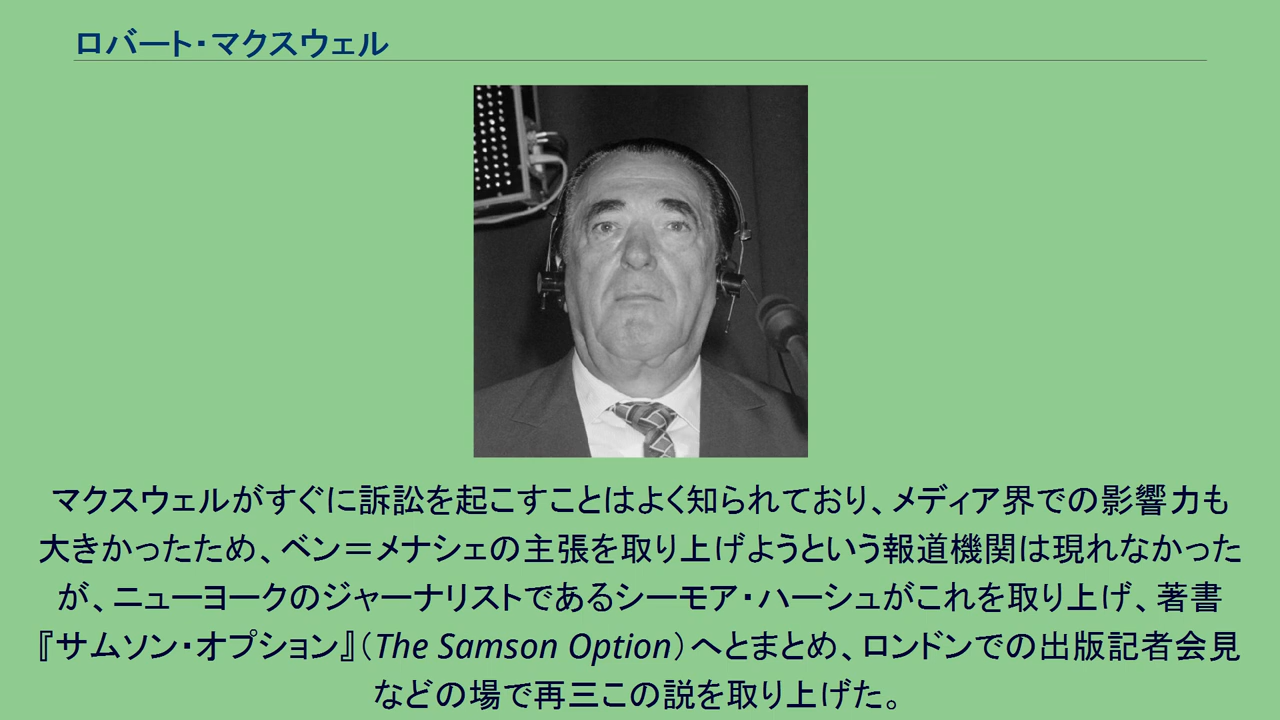 ロバート・マクスウェル
マクスウェルがすぐに訴訟を起こすことはよく知られており、メディア界での影響力も
大きかったため、ベン＝メナシェの主張を取り上げようという報道機関は現れなかった
が、ニューヨークのジャーナリストであるシーモア・ハーシュがこれを取り上げ、著書
『サムソン・オプション』（The Samson Option）へとまとめ、ロンドンでの出版記者会見
などの場で再三この説を取り上げた。